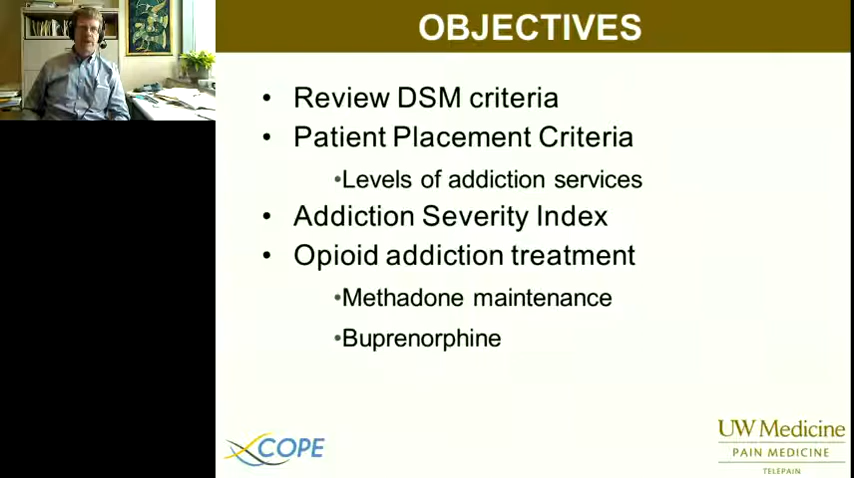 OBJECTIVES
• Review DSM criteria
• Patient Placement Criteria
•Levels of addiction services
• Addiction Severity Index
• Opioid addiction treatment
•Methadone maintenance
•Buprenorphine
COPE
UW Medicine
PAIN MEDICINE
TELEPAIN